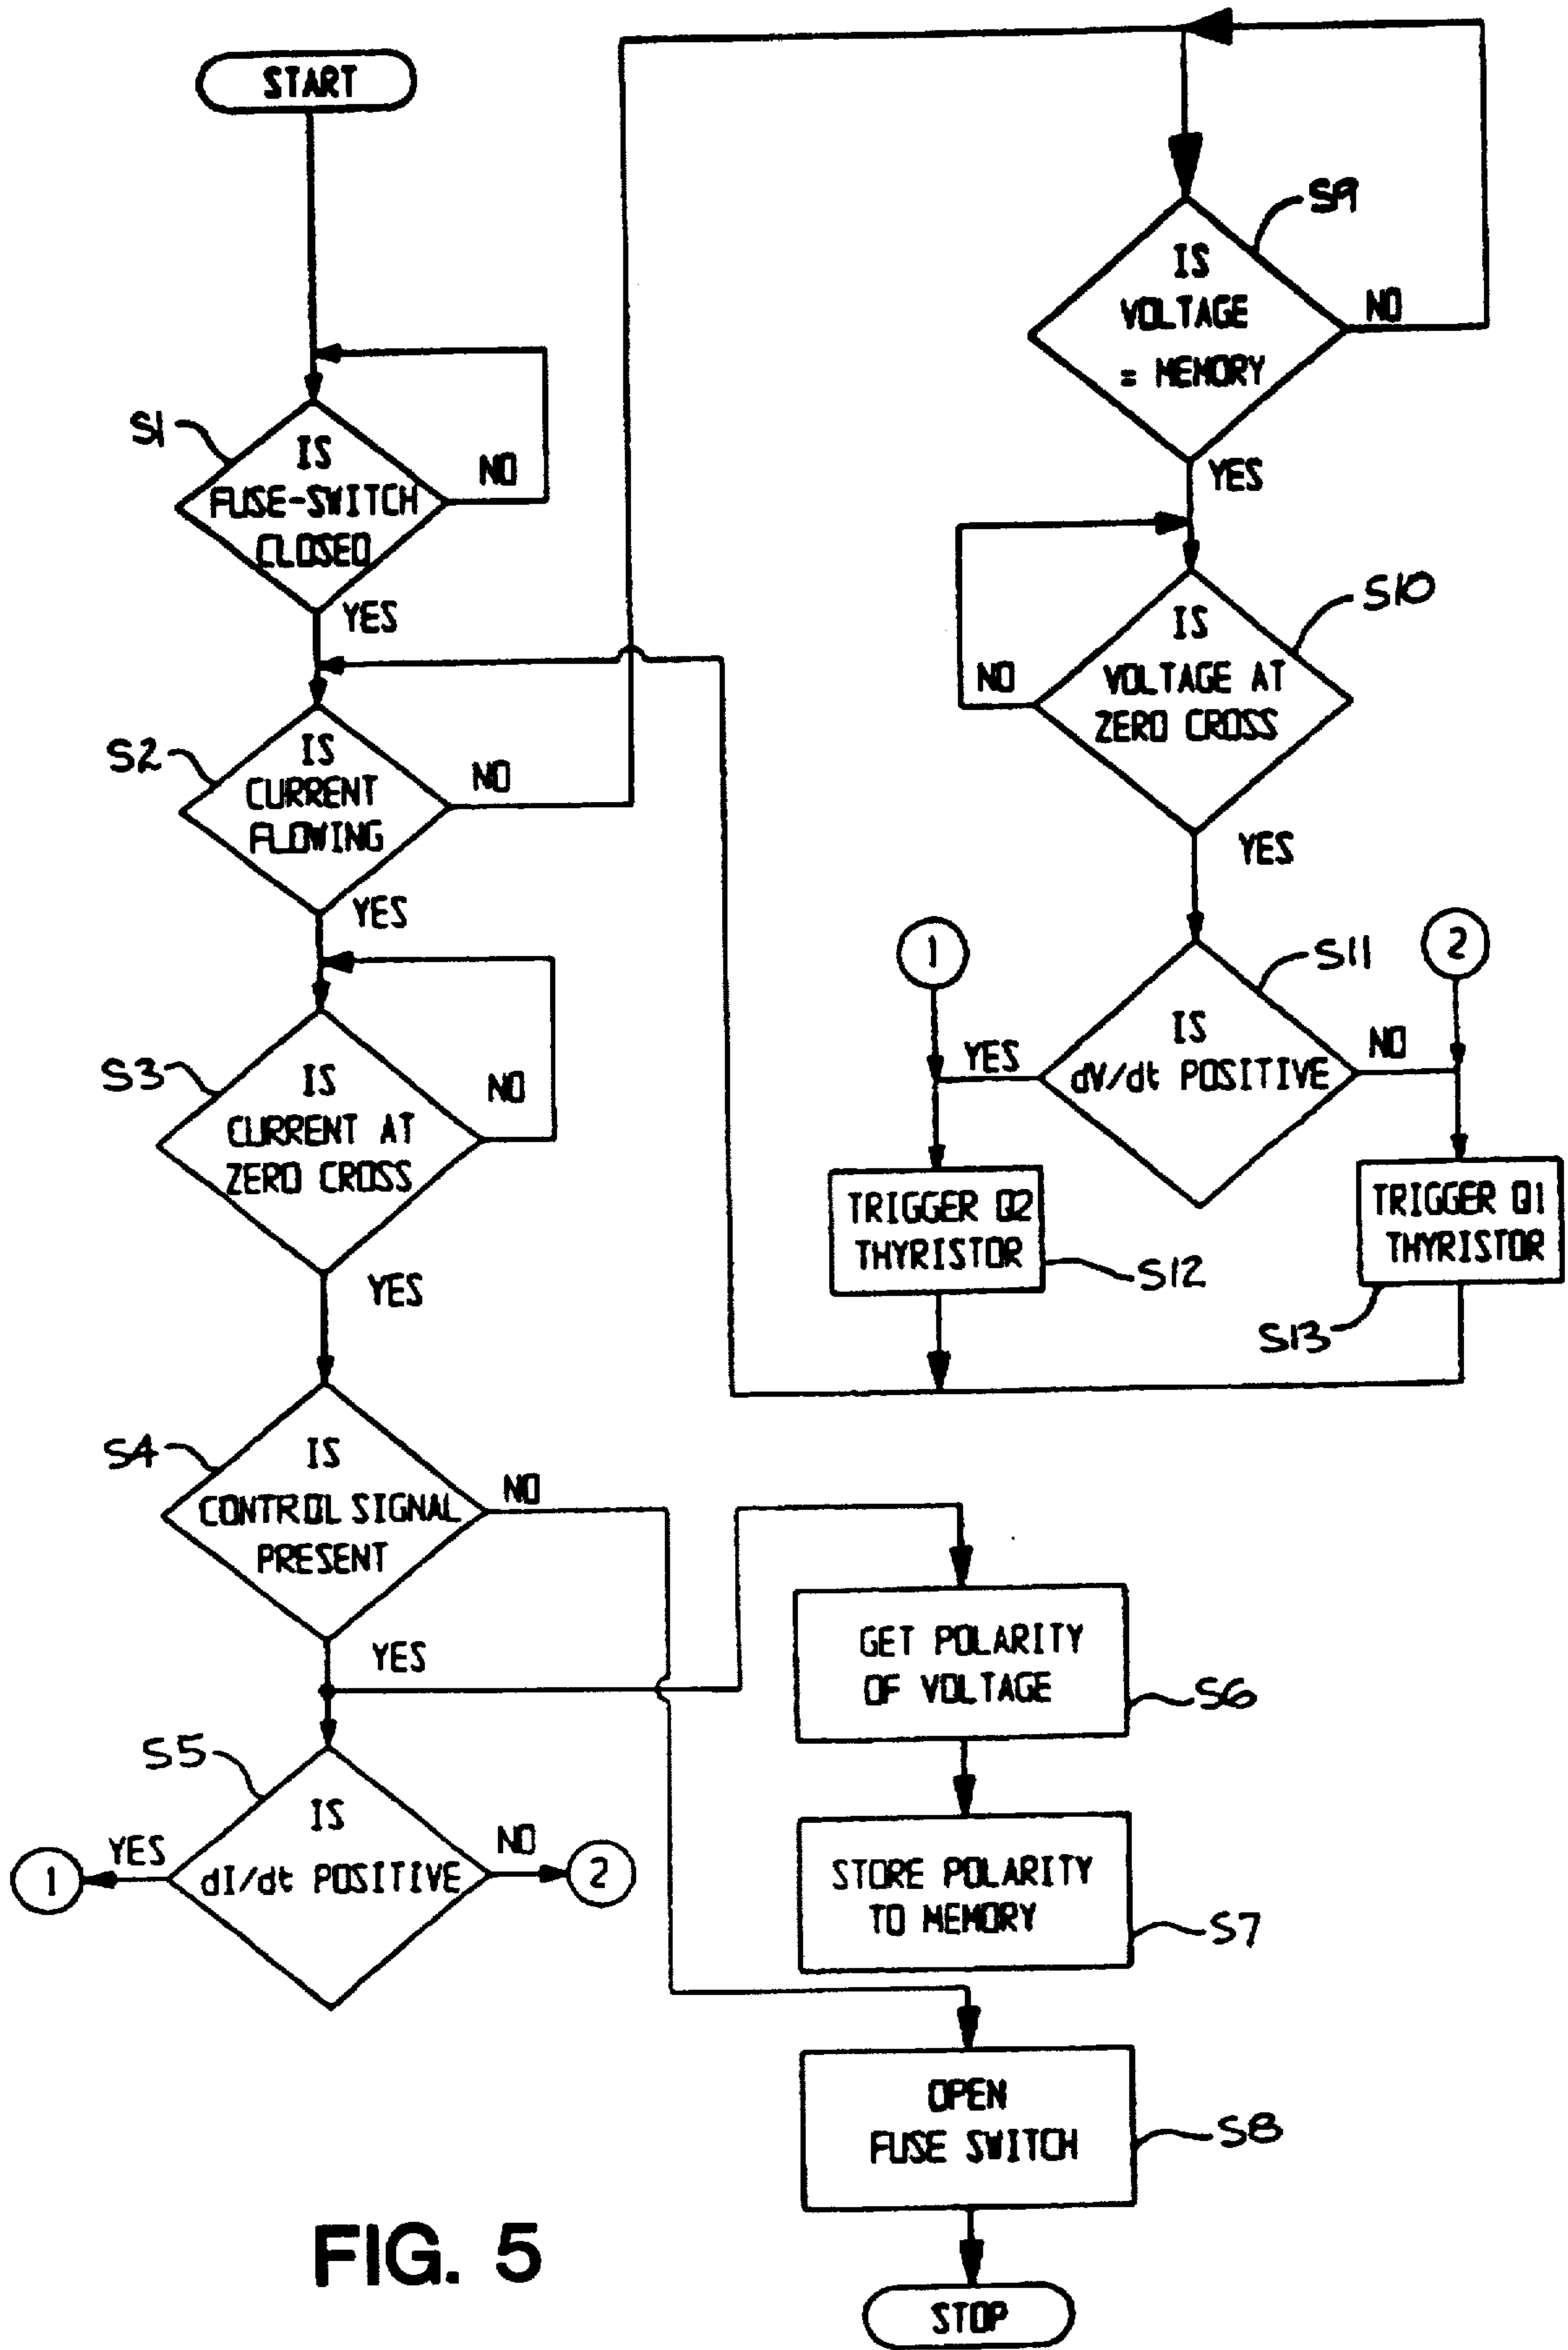 START
S1
IS
FUSE-SWITCH
CLOSED
NO
YES
S2
IS
CURRENT
FLOWING
NO
YES
S3
IS
CURRENT AT
ZERO CROSS
NO
YES
S4
IS
CONTROL SIGNAL
PRESENT
NO
YES
S5
IS
dI/dt POSITIVE
YES
1
NO
2
GET POLARITY
OF VOLTAGE
S6
STORE POLARITY
TO MEMORY
S7
OPEN
FUSE SWITCH
S8
STOP
S9
IS
VOLTAGE
= MEMORY
NO
YES
S10
IS
VOLTAGE AT
ZERO CROSS
NO
YES
1
S11
2
IS
dV/dt POSITIVE
YES
NO
TRIGGER Q2
THYRISTOR
S12
TRIGGER Q1
THYRISTOR
S13
FIG. 5